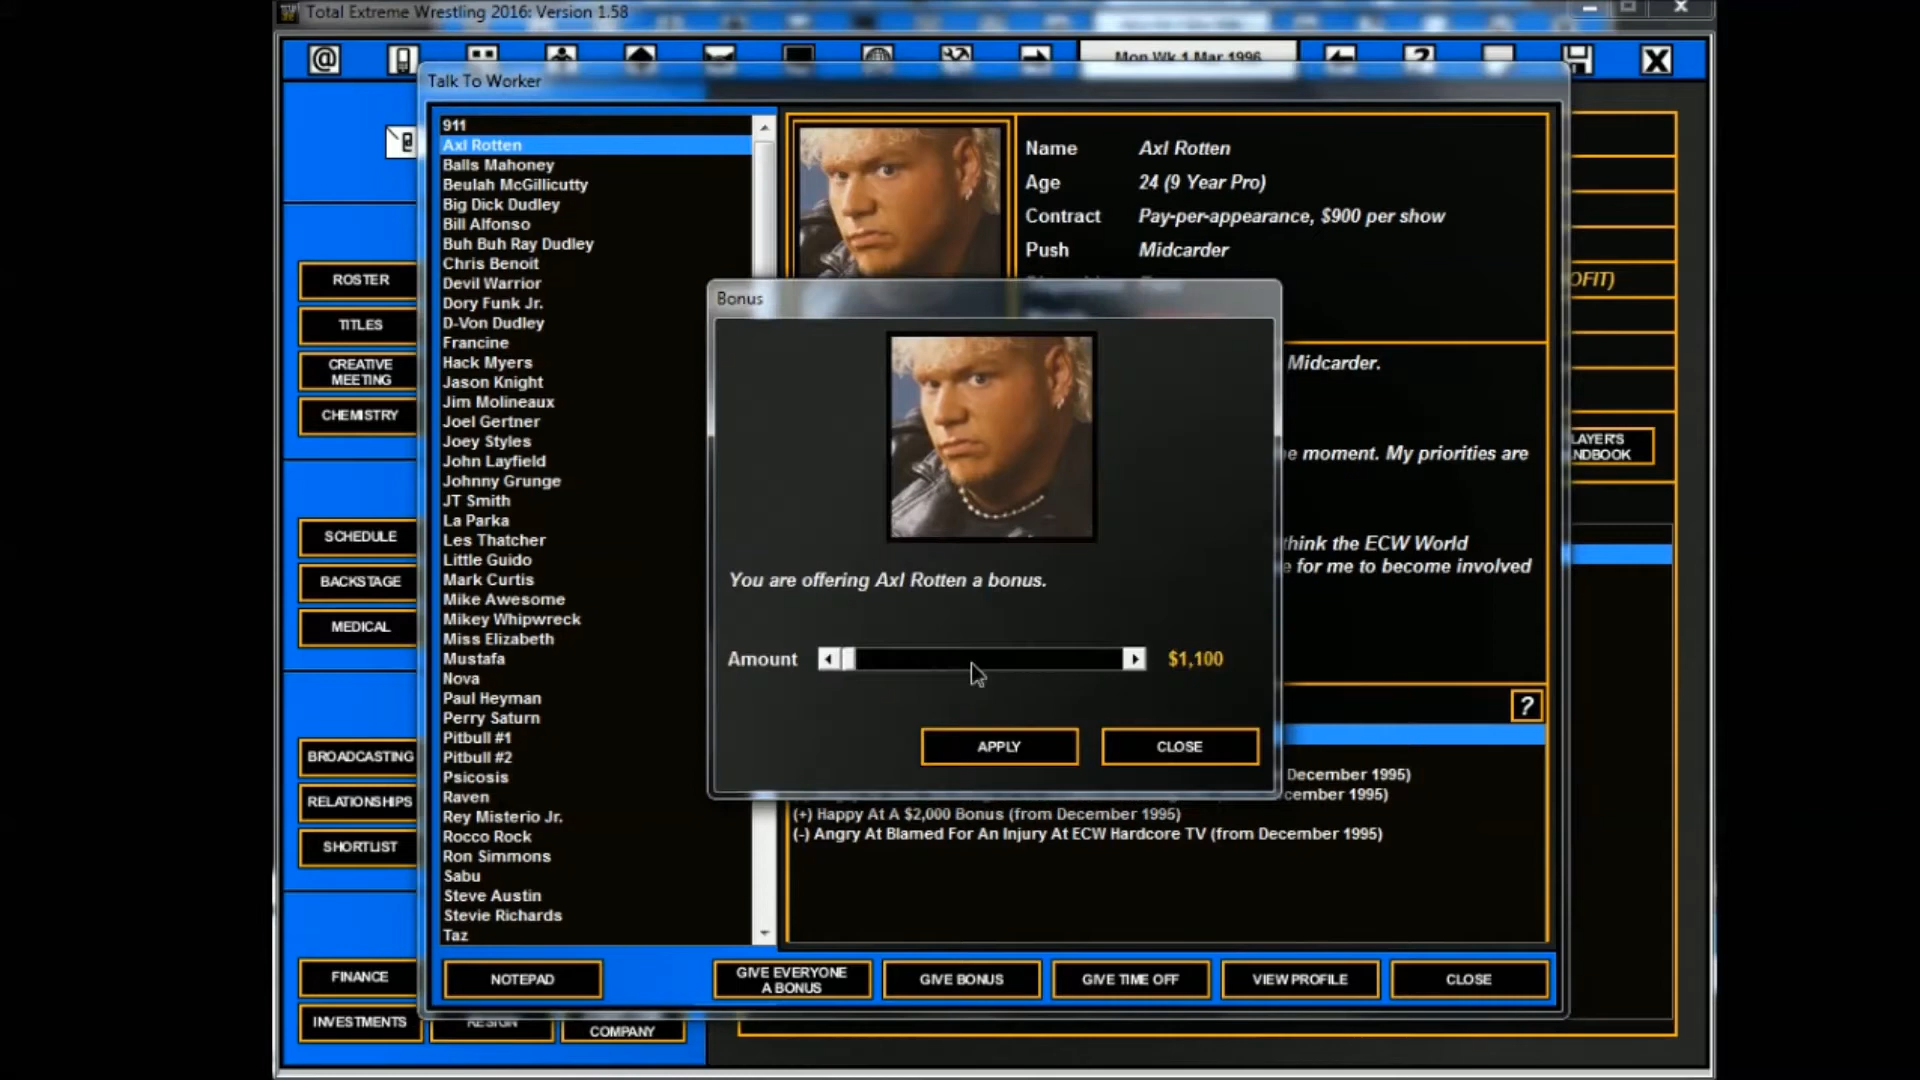 Total Extreme Wrestling 2016: Version 1.58
Mon Wk 1 Mar 1996
Talk To Worker
911
Axl Rotten
Balls Mahoney
Beulah McGillicutty
Big Dick Dudley
Bill Alfonso
Buh Buh Ray Dudley
Chris Benoit
Devil Warrior
Dory Funk Jr.
D-Von Dudley
Francine
Hack Myers
Jason Knight
Jim Molineaux
Joel Gertner
Joey Styles
John Layfield
Johnny Grunge
JT Smith
La Parka
Les Thatcher
Little Guido
Mark Curtis
Mike Awesome
Mikey Whipwreck
Miss Elizabeth
Mustafa
Nova
Paul Heyman
Perry Saturn
Pitbull #1
Pitbull #2
Psicosis
Raven
Rey Misterio Jr.
Rocco Rock
Ron Simmons
Sabu
Steve Austin
Stevie Richards
Taz
Name Axl Rotten
Age 24 (9 Year Pro)
Contract Pay-per-appearance, $900 per show
Push Midcarder
Midcarder.
moment. My priorities are
think the ECW World
for me to become involved
OFIT)
LAYER'S
NDBOOK
Bonus
You are offering Axl Rotten a bonus.
Amount $1,100
APPLY
CLOSE
?
December 1995)
cember 1995)
(+) Happy At A $2,000 Bonus (from December 1995)
(-) Angry At Blamed For An Injury At ECW Hardcore TV (from December 1995)
ROSTER
TITLES
CREATIVE
MEETING
CHEMISTRY
SCHEDULE
BACKSTAGE
MEDICAL
BROADCASTING
RELATIONSHIPS
SHORTLIST
FINANCE
INVESTMENTS
RESIGN
COMPANY
NOTEPAD
GIVE EVERYONE
A BONUS
GIVE BONUS
GIVE TIME OFF
VIEW PROFILE
CLOSE